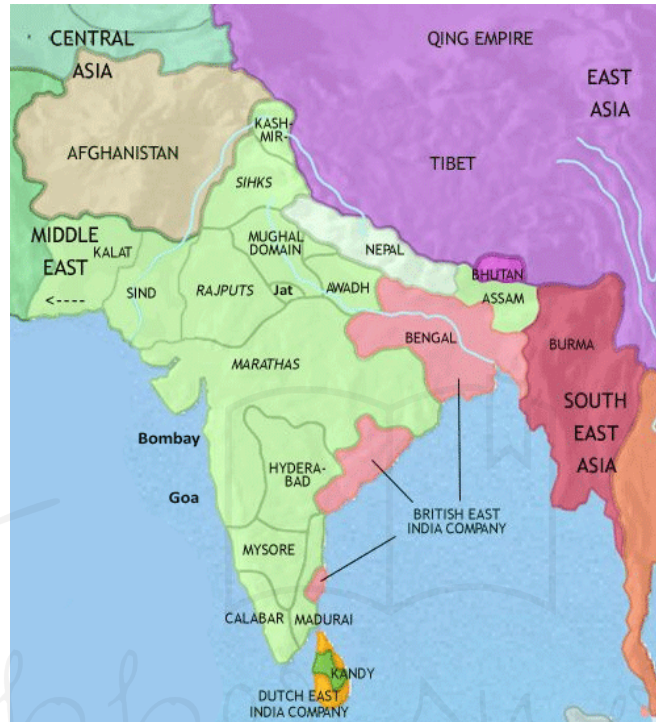 CENTRAL
ASIA
QING EMPIRE
EAST
ASIA
KASH-
MIR-
AFGHANISTAN
TIBET
SIHKS
MIDDLE
EAST
<----
KALAT
MUGHAL
DOMAIN
NEPAL
BHUTAN
SIND
RAJPUTS
Jat
AWADH
ASSAM
BENGAL
BURMA
MARATHAS
SOUTH
EAST
ASIA
Bombay
HYDERA-
BAD
Goa
BRITISH EAST
INDIA COMPANY
MYSORE
CALABAR
MADURAI
KANDY
DUTCH EAST
INDIA COMPANY